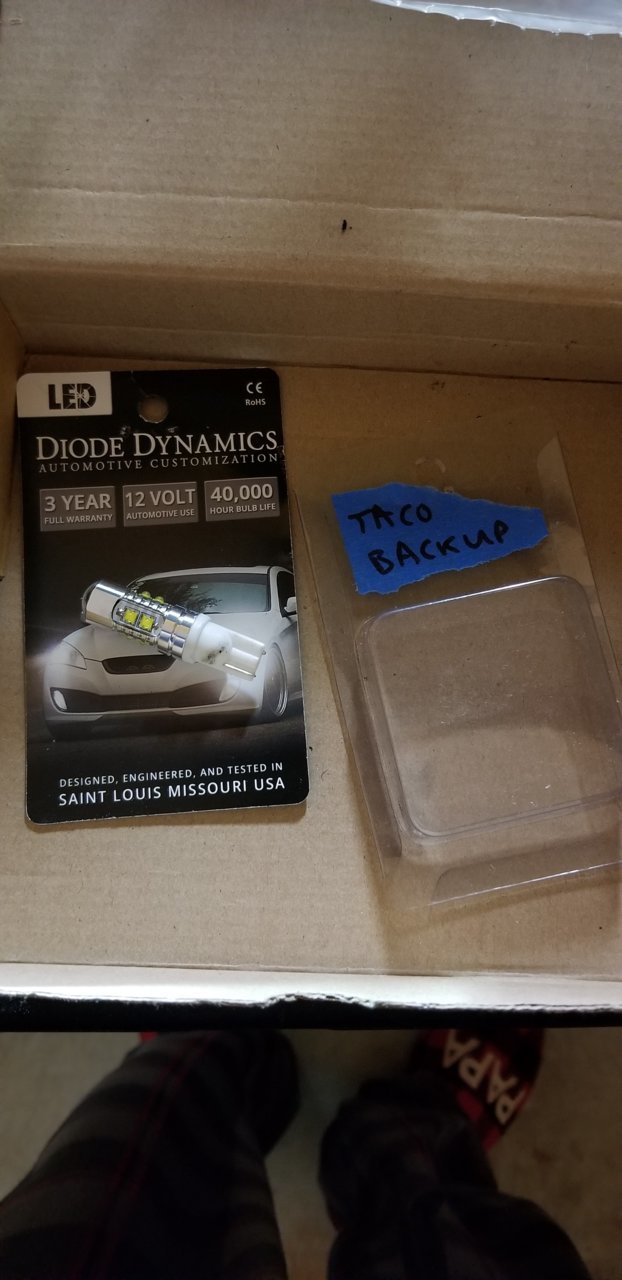 LED
CE
RoHS
DIODE DYNAMICS
AUTOMOTIVE CUSTOMIZATION
3 YEAR
FULL WARRANTY
12 VOLT
AUTOMOTIVE USE
40,000
HOUR BULB LIFE
DESIGNED, ENGINEERED, AND TESTED IN
SAINT LOUIS MISSOURI USA
TACO
BACKUP
PAPA